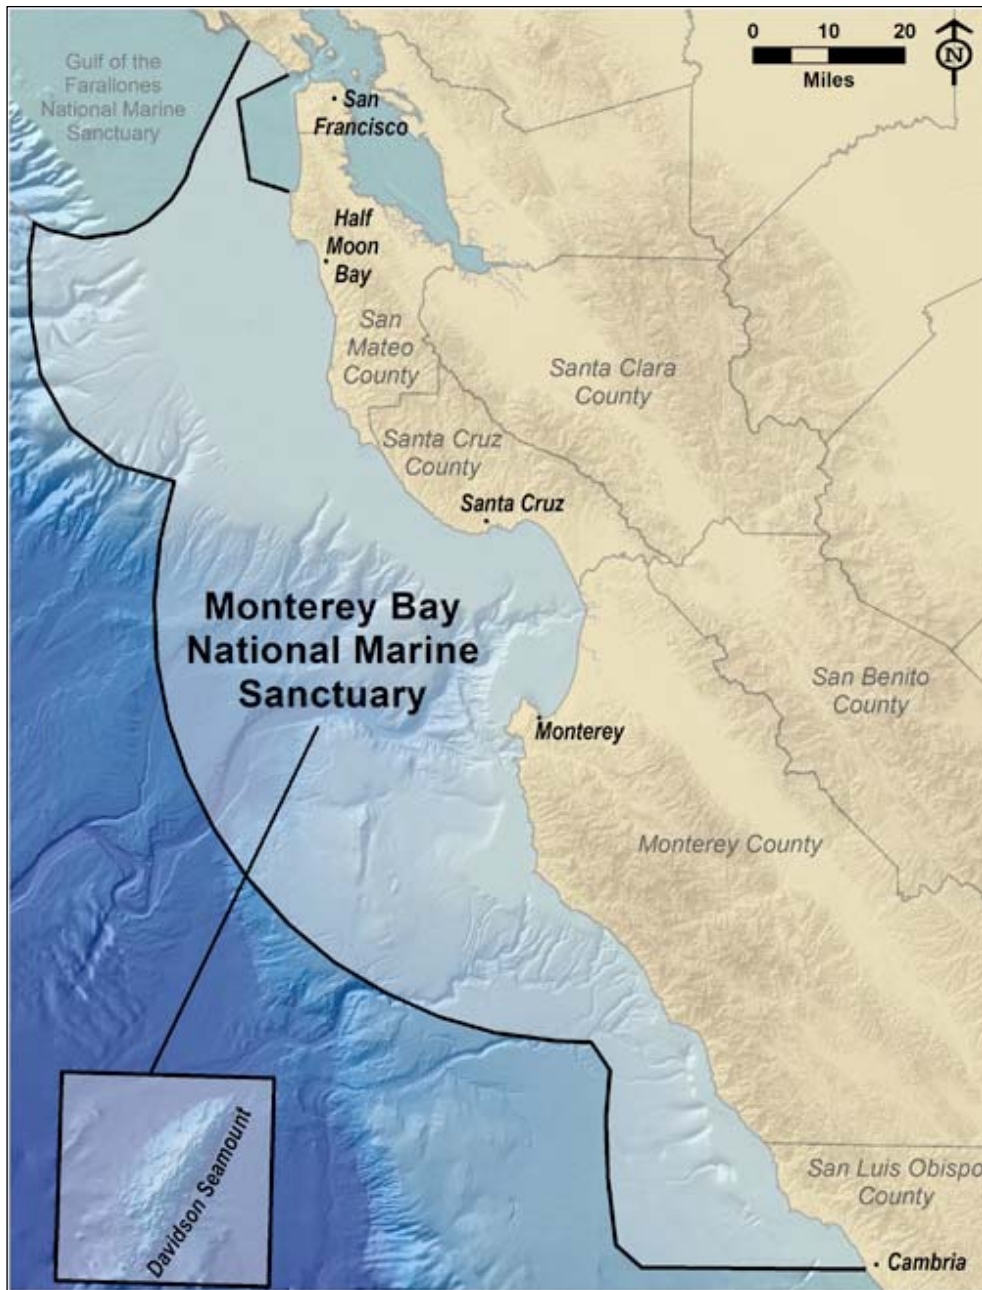 Gulf of the
Farallones
National Marine
Sanctuary
0 10 20
Miles
N
San
Francisco
Half
Moon
Bay
San
Mateo
County
Santa Clara
County
Santa Cruz
County
Santa Cruz
Monterey Bay
National Marine
Sanctuary
San Benito
County
Monterey
Monterey County
Davidson Seamount
San Luis Obispo
County
Cambria